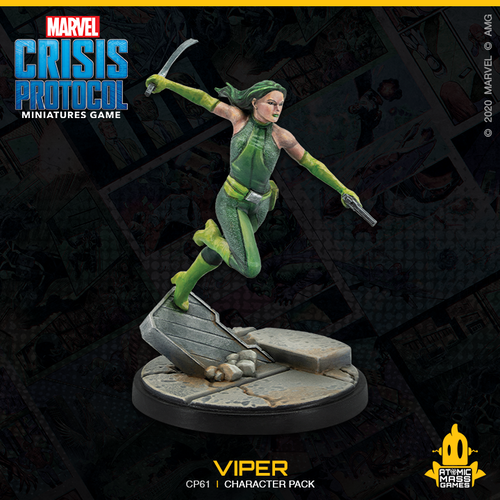 MARVEL
CRISIS
PROTOCOL
MINIATURES GAME
© 2020 MARVEL © AMG
VIPER
CP61 | CHARACTER PACK
ATOMIC
MASS
GAMES